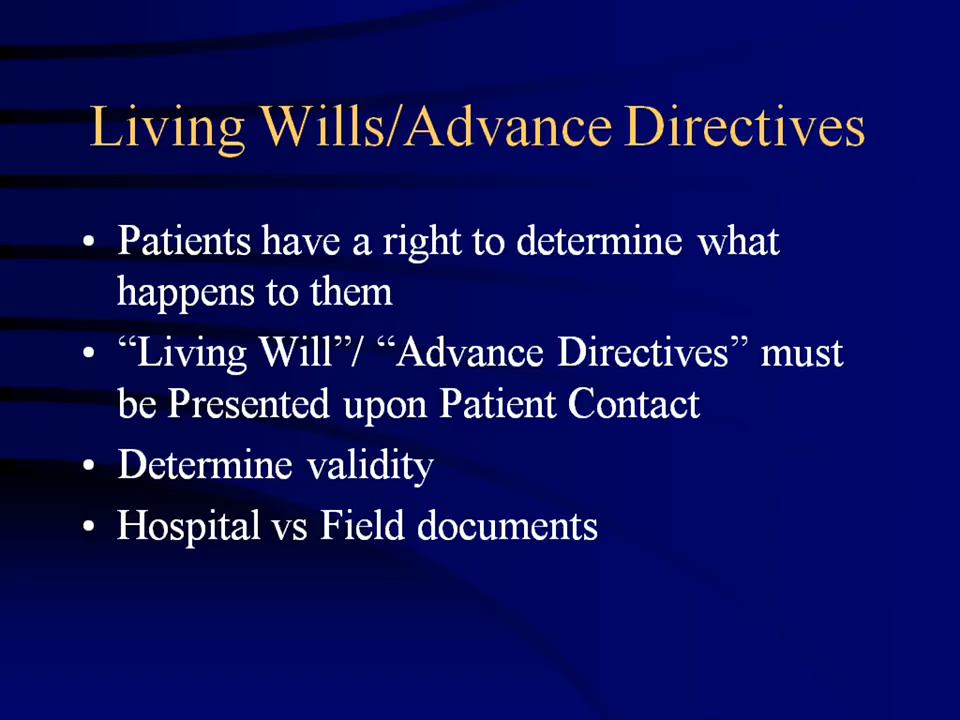 Living Wills/Advance Directives
• Patients have a right to determine what
happens to them
• “Living Will”/ “Advance Directives” must
be Presented upon Patient Contact
• Determine validity
• Hospital vs Field documents